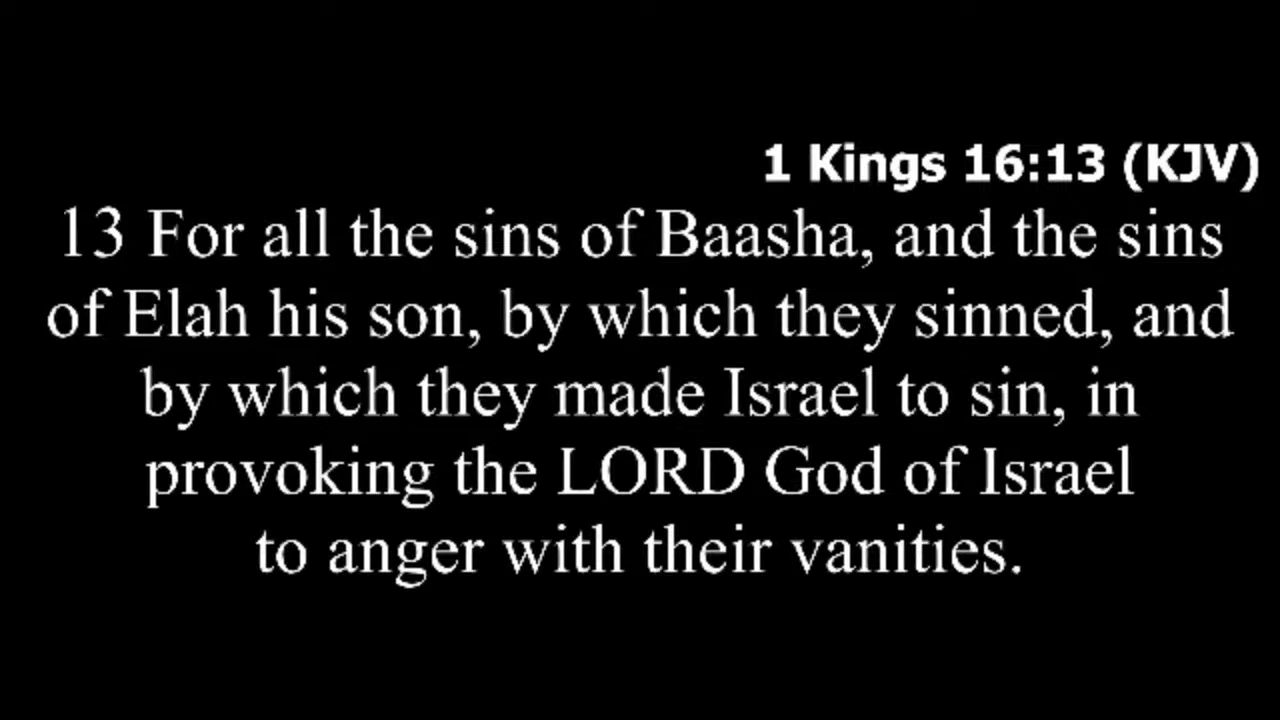 1 Kings 16:13 (KJV)
13 For all the sins of Baasha, and the sins
of Elah his son, by which they sinned, and
by which they made Israel to sin, in
provoking the LORD God of Israel
to anger with their vanities.